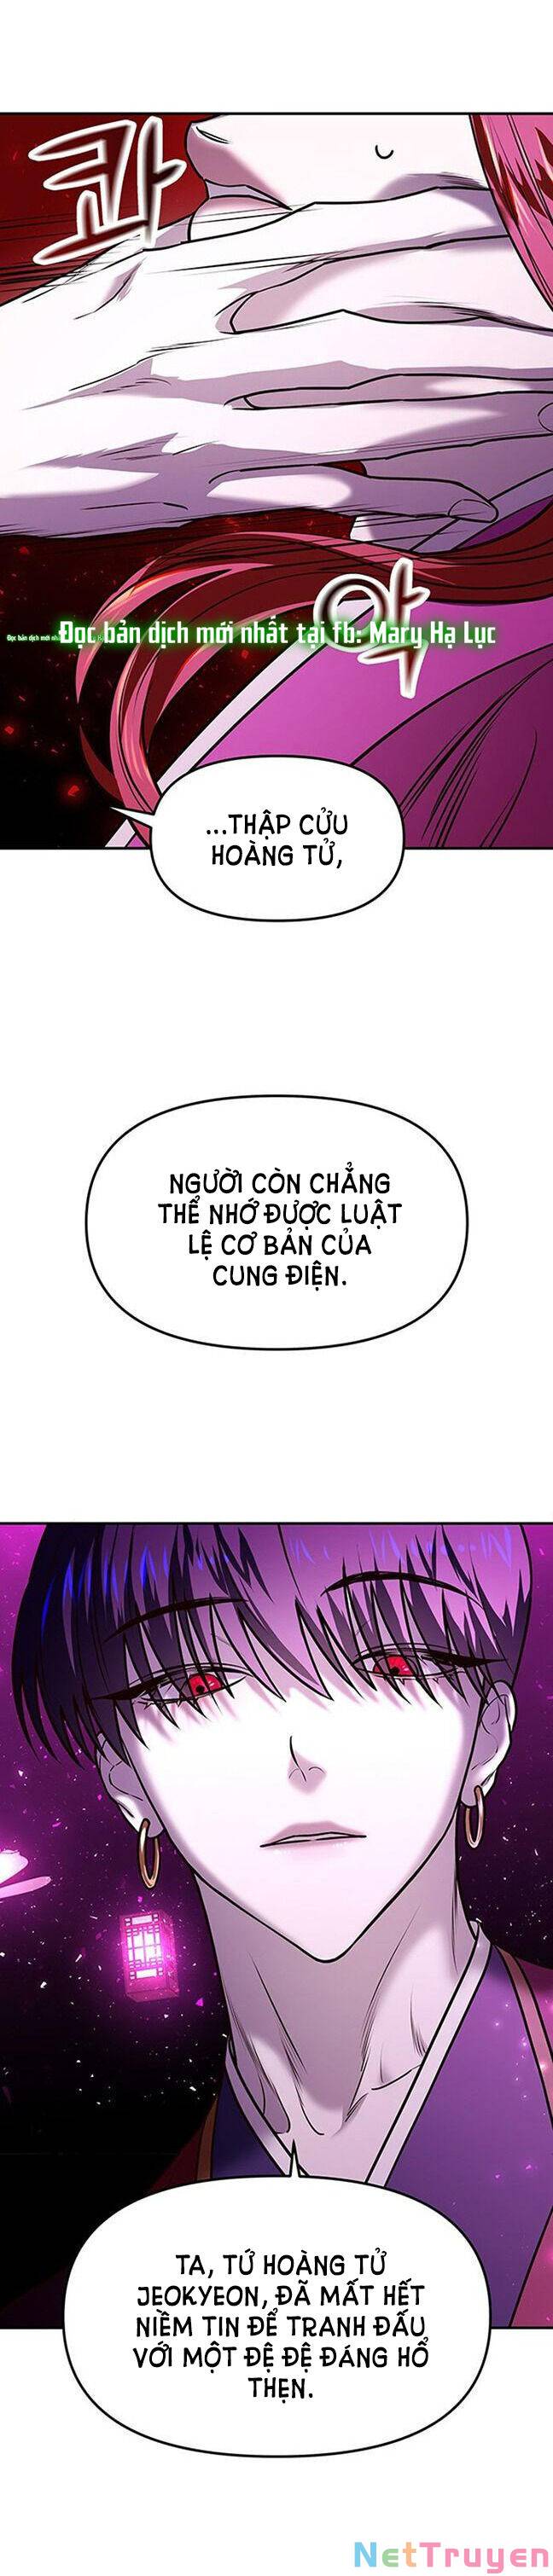 콰
악
Đọc bản dịch mới nhất tại fb: Mary Hạ Lục
...THẬP CỬU
HOÀNG TỬ,
NGƯỜI CÒN CHẲNG
THỂ NHỚ ĐƯỢC LUẬT
LỆ CƠ BẢN CỦA
CUNG ĐIỆN.
TA, TỨ HOÀNG TỬ
JEOKYEON, ĐÃ MẤT HẾT
NIỀM TIN ĐỂ TRANH ĐẤU
VỚI MỘT ĐỆ ĐỆ ĐÁNG HỔ
THẸN.
NetTruyen